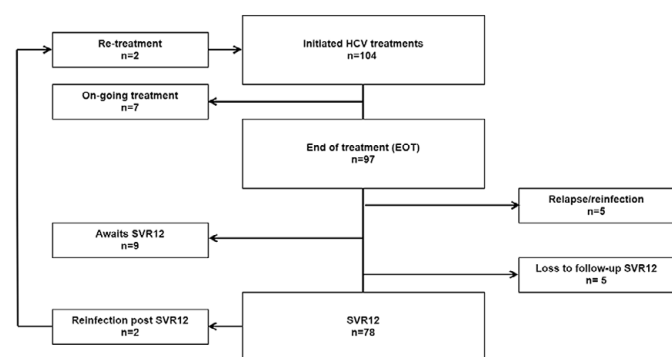 Re-treatment
n=2
Initiated HCV treatments
n=104
On-going treatment
n=7
End of treatment (EOT)
n=97
Relapse/reinfection
n=5
Awaits SVR12
n=9
Loss to follow-up SVR12
n= 5
Reinfection post SVR12
n=2
SVR12
n=78